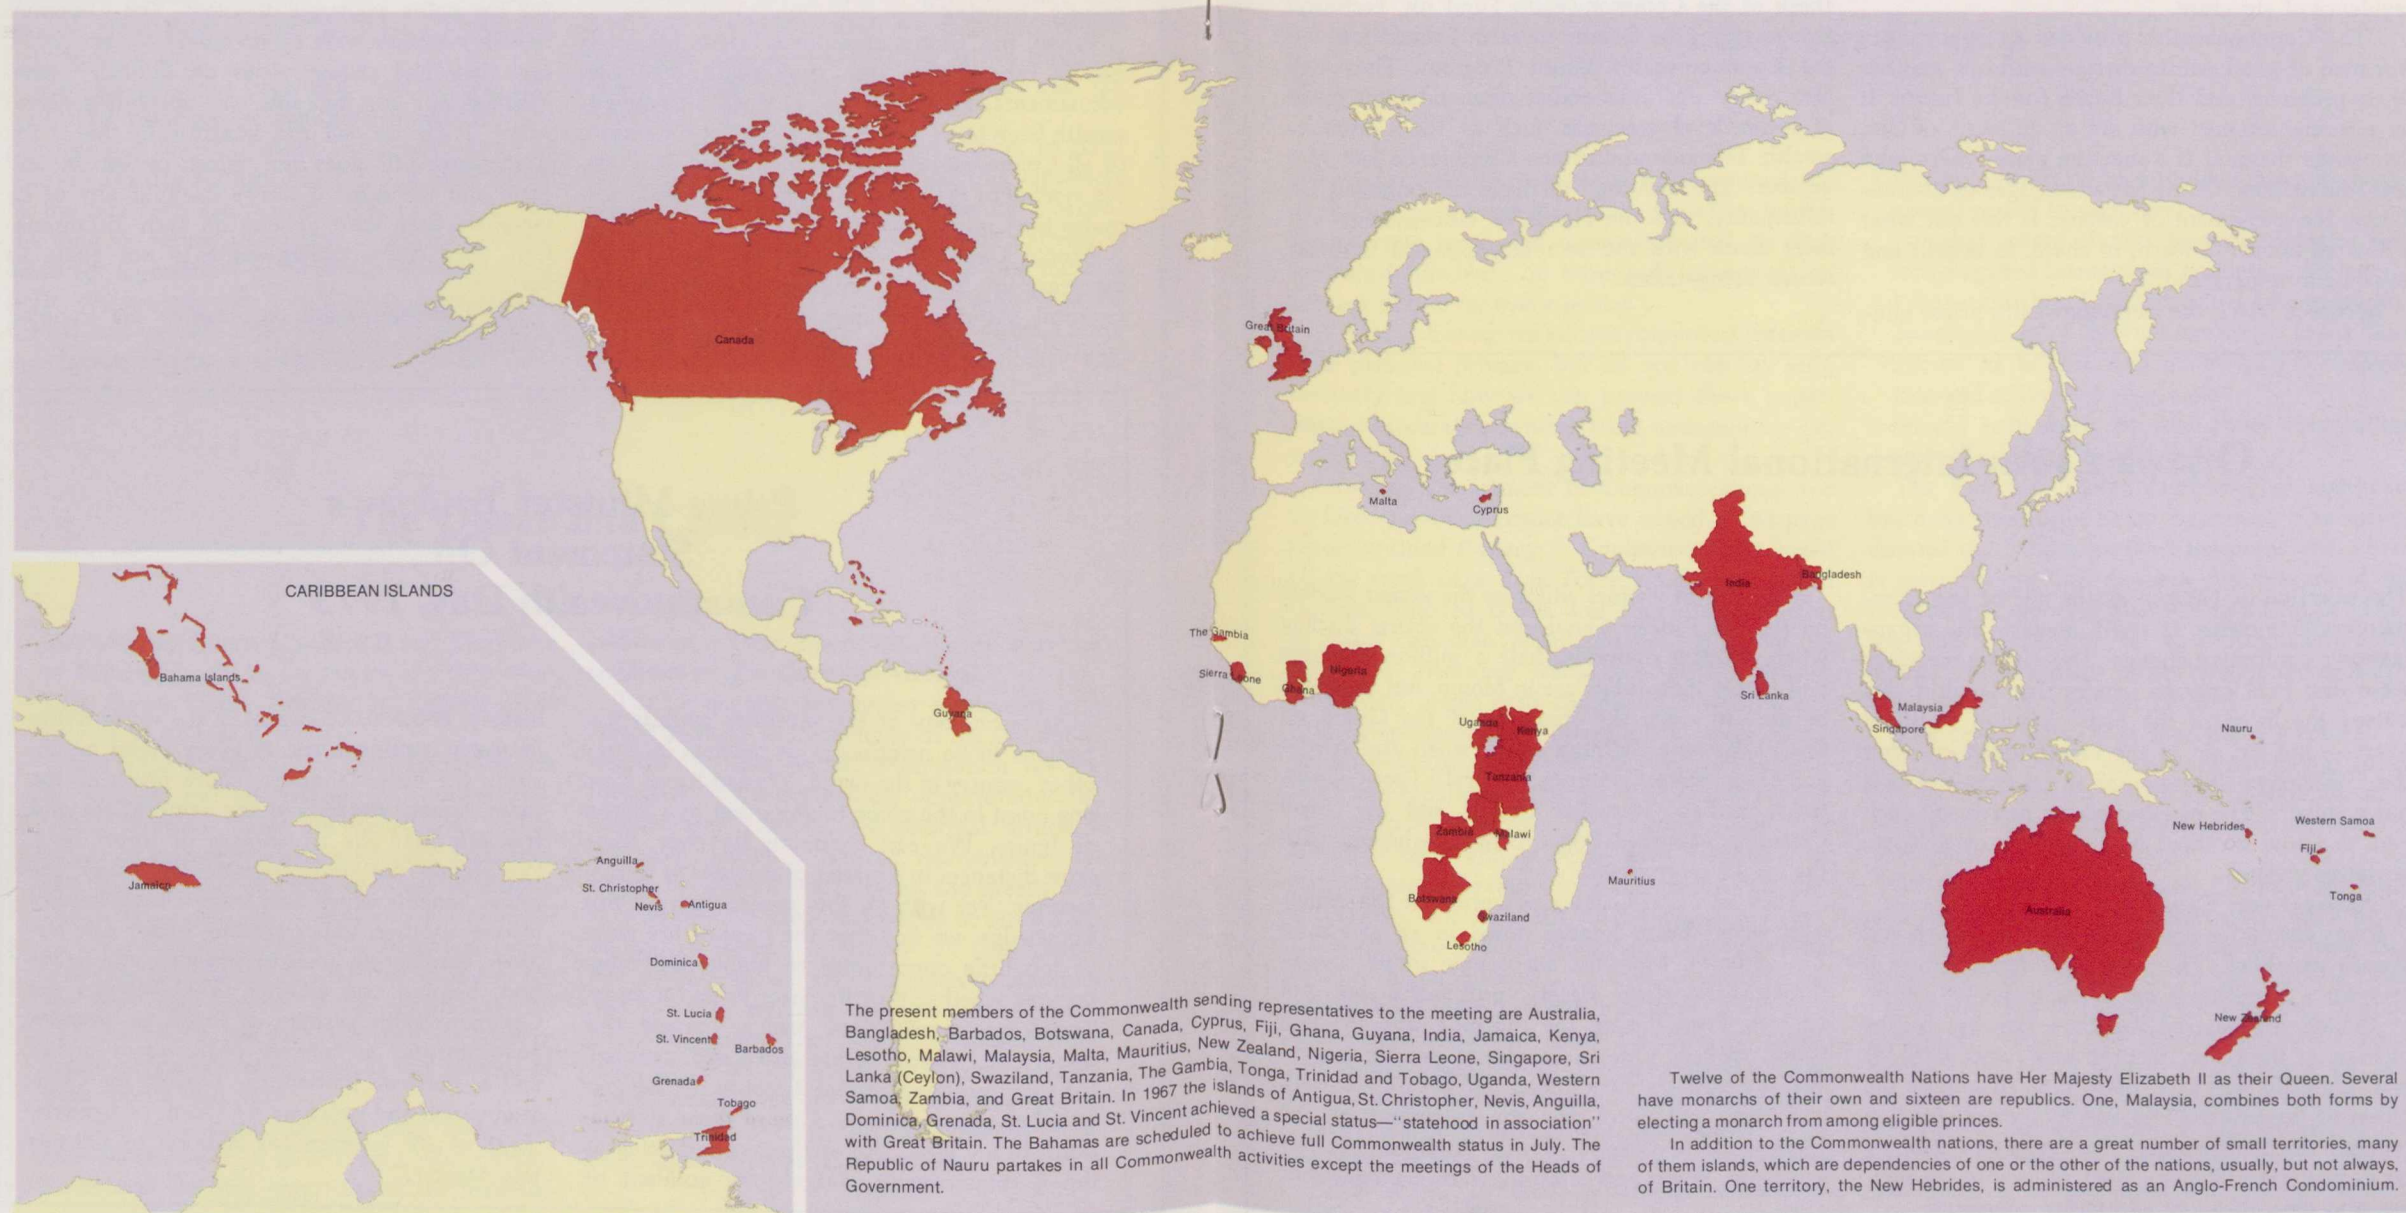 Canada
Great Britain
Malta
Cyprus
India
Bangladesh
CARIBBEAN ISLANDS
Bahama Islands
The Gambia
Sierra Leone
Ghana
Nigeria
Guyana
Uganda
Kenya
Tanzania
Sri Lanka
Malaysia
Singapore
Nauru
Zambia
Malawi
New Hebrides
Western Samoa
Fiji
Tonga
Mauritius
Botswana
Swaziland
Lesotho
Australia
New Zealand
Jamaica
Anguilla
St. Christopher
Nevis
Antigua
Dominica
St. Lucia
St. Vincent
Barbados
Grenada
Tobago
Trinidad
The present members of the Commonwealth sending representatives to the meeting are Australia,
Bangladesh, Barbados, Botswana, Canada, Cyprus, Fiji, Ghana, Guyana, India, Jamaica, Kenya,
Lesotho, Malawi, Malaysia, Malta, Mauritius, New Zealand, Nigeria, Sierra Leone, Singapore, Sri
Lanka (Ceylon), Swaziland, Tanzania, The Gambia, Tonga, Trinidad and Tobago, Uganda, Western
Samoa, Zambia, and Great Britain. In 1967 the islands of Antigua, St. Christopher, Nevis, Anguilla,
Dominica, Grenada, St. Lucia and St. Vincent achieved a special status—"statehood in association"
with Great Britain. The Bahamas are scheduled to achieve full Commonwealth status in July. The
Republic of Nauru partakes in all Commonwealth activities except the meetings of the Heads of
Government.
Twelve of the Commonwealth Nations have Her Majesty Elizabeth II as their Queen. Several
have monarchs of their own and sixteen are republics. One, Malaysia, combines both forms by
electing a monarch from among eligible princes.
In addition to the Commonwealth nations, there are a great number of small territories, many
of them islands, which are dependencies of one or the other of the nations, usually, but not always,
of Britain. One territory, the New Hebrides, is administered as an Anglo-French Condominium.